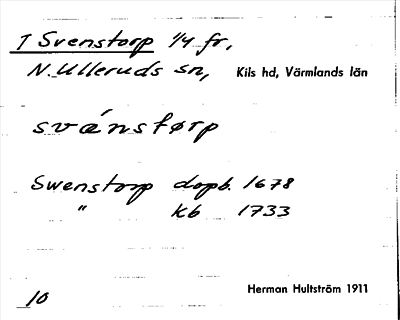 1 Svenstorp 1/4 fr,
N. Ulleruds sn, Kils hd, Värmlands län
svánstørp
Swenstorp dopb. 1678
" kb 1733
10
Herman Hultström 1911